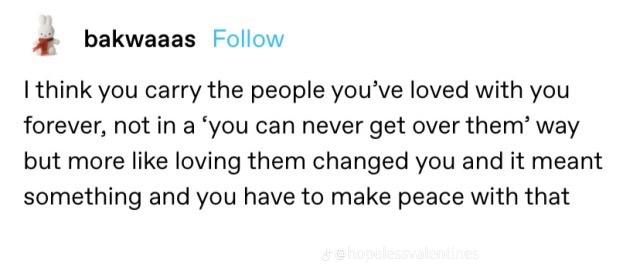 bakwaaas Follow
I think you carry the people you’ve loved with you
forever, not in a ‘you can never get over them’ way
but more like loving them changed you and it meant
something and you have to make peace with that
@hopelessvalentines